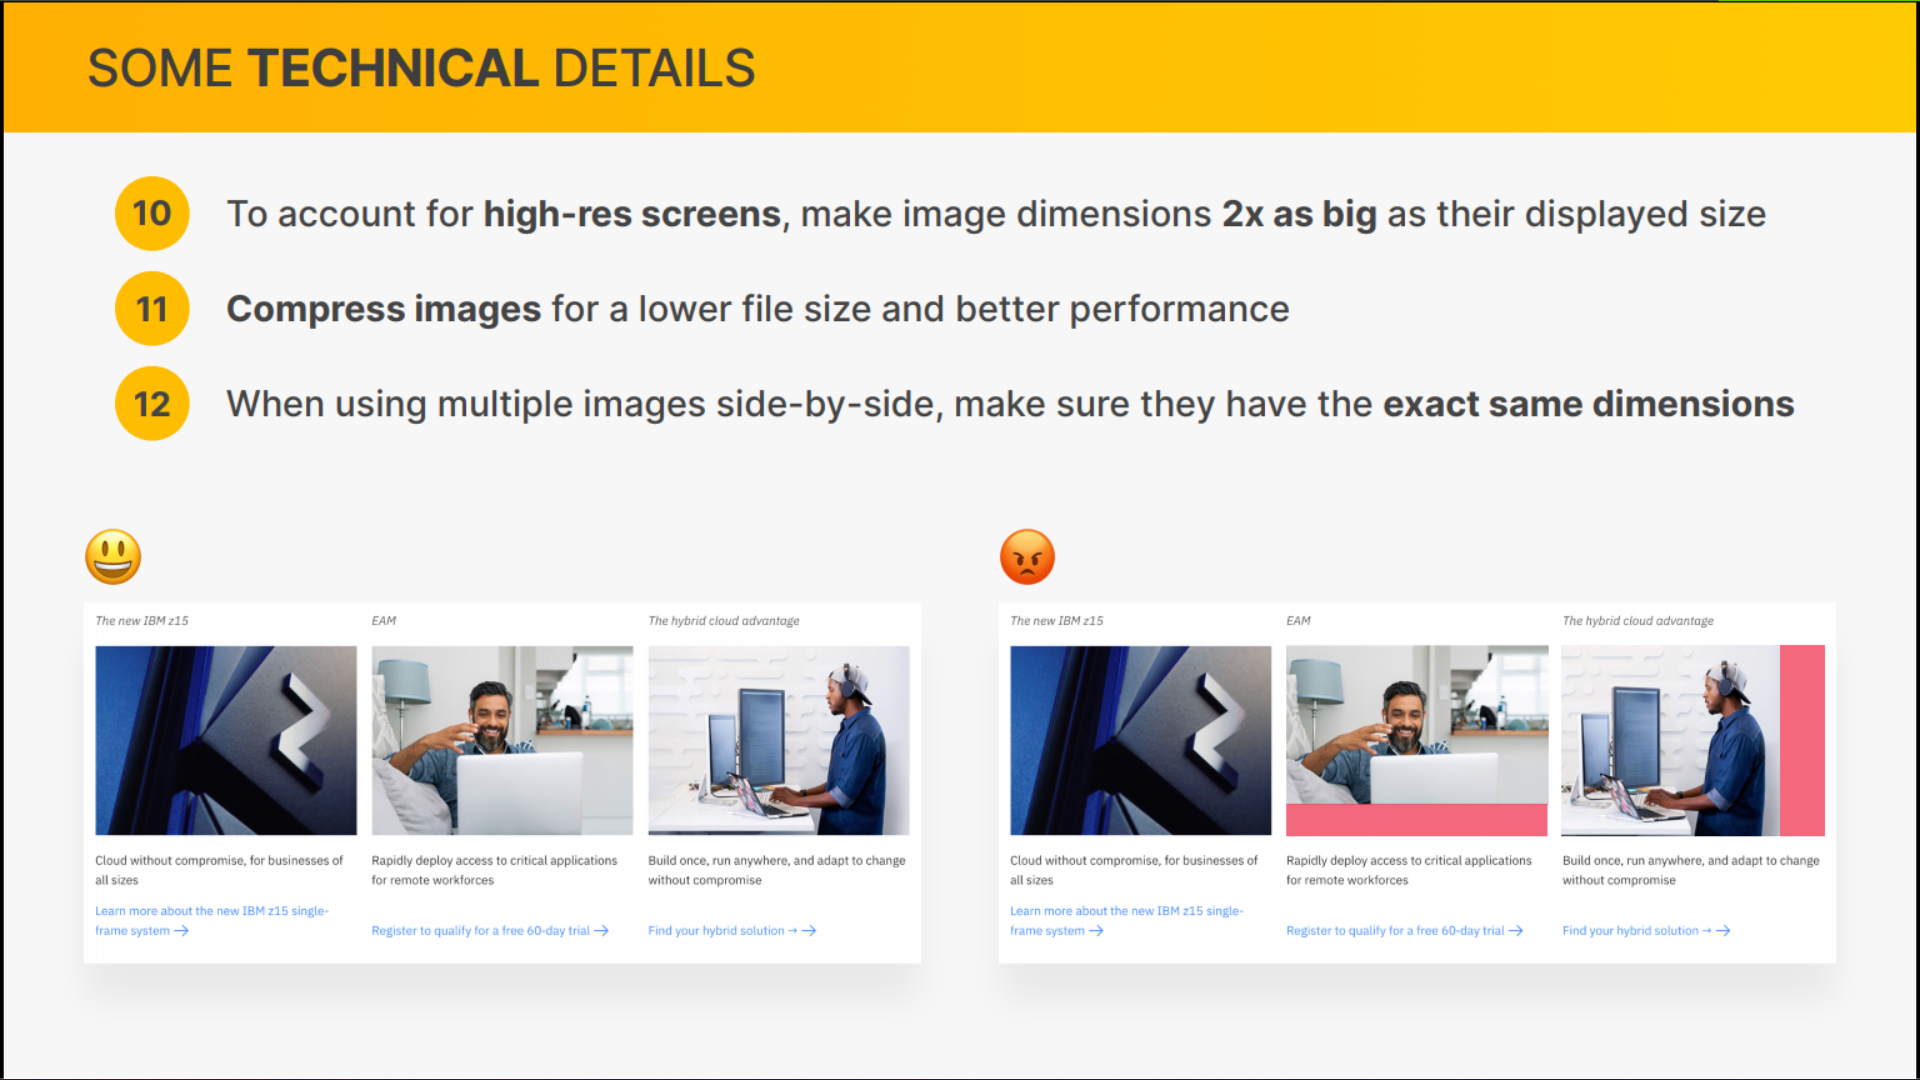 SOME TECHNICAL DETAILS
10 To account for high-res screens, make image dimensions 2x as big as their displayed size
11 Compress images for a lower file size and better performance
12 When using multiple images side-by-side, make sure they have the exact same dimensions
The new IBM z15
Cloud without compromise, for businesses of
all sizes
Learn more about the new IBM z15 single-
frame system →
EAM
Rapidly deploy access to critical applications
for remote workforces
Register to qualify for a free 60-day trial →
The hybrid cloud advantage
Build once, run anywhere, and adapt to change
without compromise
Find your hybrid solution → →
The new IBM z15
Cloud without compromise, for businesses of
all sizes
Learn more about the new IBM z15 single-
frame system →
EAM
Rapidly deploy access to critical applications
for remote workforces
Register to qualify for a free 60-day trial →
The hybrid cloud advantage
Build once, run anywhere, and adapt to change
without compromise
Find your hybrid solution → →